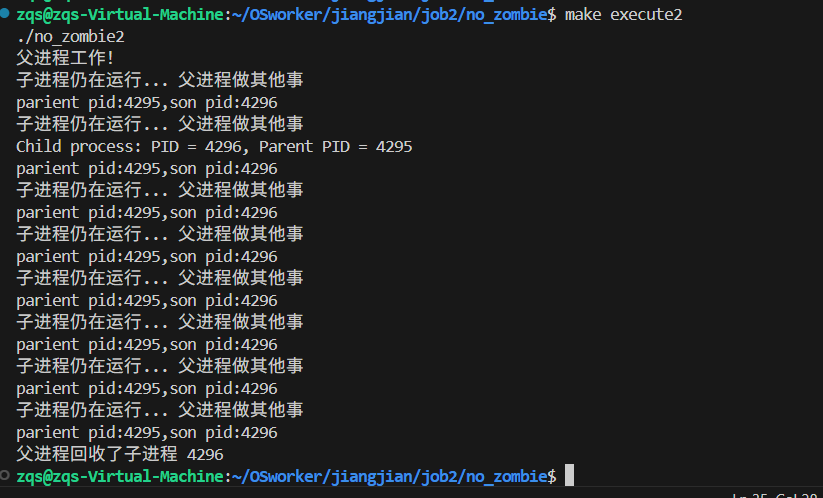 zqs@zqs-Virtual-Machine:~/OSworker/jiangjian/job2/no_zombie$ make execute2
./no_zombie2
父进程工作!
子进程仍在运行... 父进程做其他事
parient pid:4295,son pid:4296
子进程仍在运行... 父进程做其他事
Child process: PID = 4296, Parent PID = 4295
parient pid:4295,son pid:4296
子进程仍在运行... 父进程做其他事
parient pid:4295,son pid:4296
子进程仍在运行... 父进程做其他事
parient pid:4295,son pid:4296
子进程仍在运行... 父进程做其他事
parient pid:4295,son pid:4296
子进程仍在运行... 父进程做其他事
parient pid:4295,son pid:4296
子进程仍在运行... 父进程做其他事
parient pid:4295,son pid:4296
子进程仍在运行... 父进程做其他事
parient pid:4295,son pid:4296
父进程回收了子进程 4296
zqs@zqs-Virtual-Machine:~/OSworker/jiangjian/job2/no_zombie$